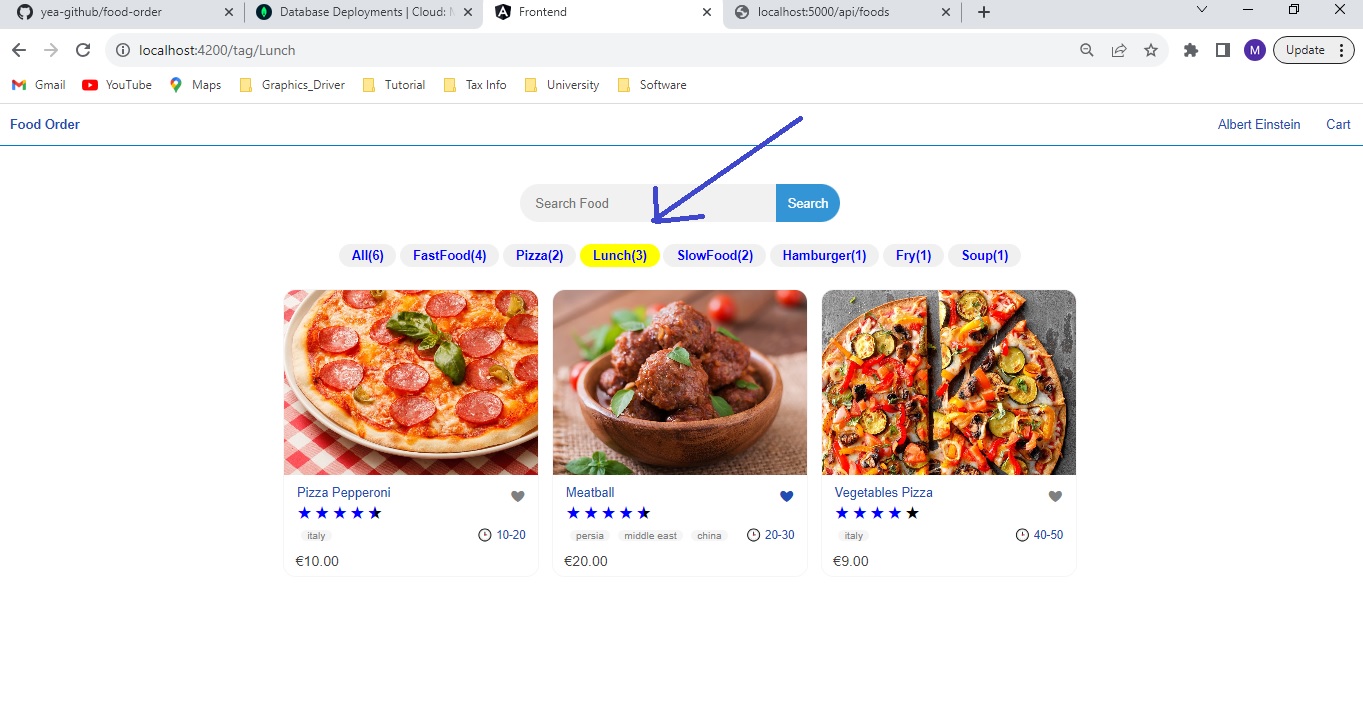 yea-github/food-order
Database Deployments | Cloud:
Frontend
localhost:5000/api/foods
localhost:4200/tag/Lunch
M
Update
Gmail
YouTube
Maps
Graphics_Driver
Tutorial
Tax Info
University
Software
Food Order
Albert Einstein
Cart
Search Food
Search
All(6)
FastFood(4)
Pizza(2)
Lunch(3)
SlowFood(2)
Hamburger(1)
Fry(1)
Soup(1)
Pizza Pepperoni
italy
10-20
€10.00
Meatball
persia
middle east
china
20-30
€20.00
Vegetables Pizza
italy
40-50
€9.00